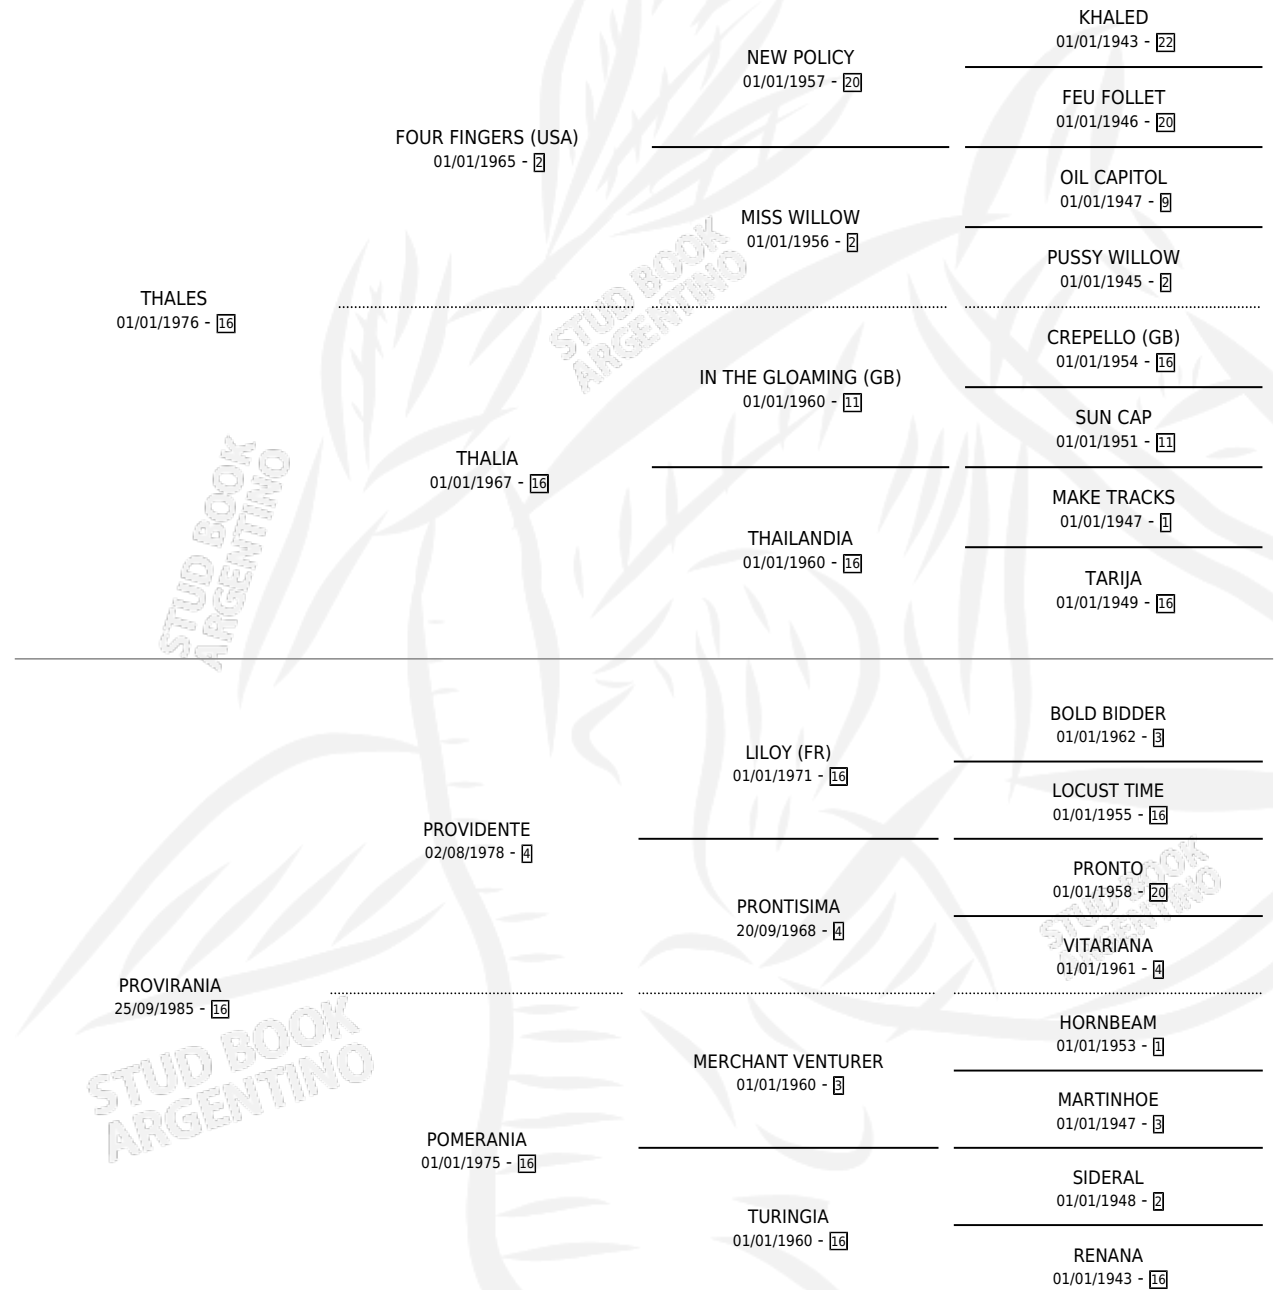 KHALED
01/01/1943 - 22
NEW POLICY
01/01/1957 - 20
FEU FOLLET
01/01/1946 - 20
FOUR FINGERS (USA)
01/01/1965 - 2
OIL CAPITOL
01/01/1947 - 9
MISS WILLOW
01/01/1956 - 2
PUSSY WILLOW
01/01/1945 - 2
THALES
01/01/1976 - 16
CREPELLO (GB)
01/01/1954 - 16
IN THE GLOAMING (GB)
01/01/1960 - 11
SUN CAP
01/01/1951 - 11
THALIA
01/01/1967 - 16
MAKE TRACKS
01/01/1947 - 1
THAILANDIA
01/01/1960 - 16
TARIJA
01/01/1949 - 16
STUD BOOK
ARGENTINO
STUD BOOK
ARGENTINO
BOLD BIDDER
01/01/1962 - 3
LILOY (FR)
01/01/1971 - 16
LOCUST TIME
01/01/1955 - 16
PROVIDENTE
02/08/1978 - 4
PRONTO
01/01/1958 - 20
PRONTISIMA
20/09/1968 - 4
VITARIANA
01/01/1961 - 4
PROVIRANIA
25/09/1985 - 16
HORNBEAM
01/01/1953 - 1
MERCHANT VENTURER
01/01/1960 - 3
MARTINHOE
01/01/1947 - 3
POMERANIA
01/01/1975 - 16
SIDERAL
01/01/1948 - 2
TURINGIA
01/01/1960 - 16
RENANA
01/01/1943 - 16
STUD BOOK
ARGENTINO
STUD BOOK
ARGENTINO